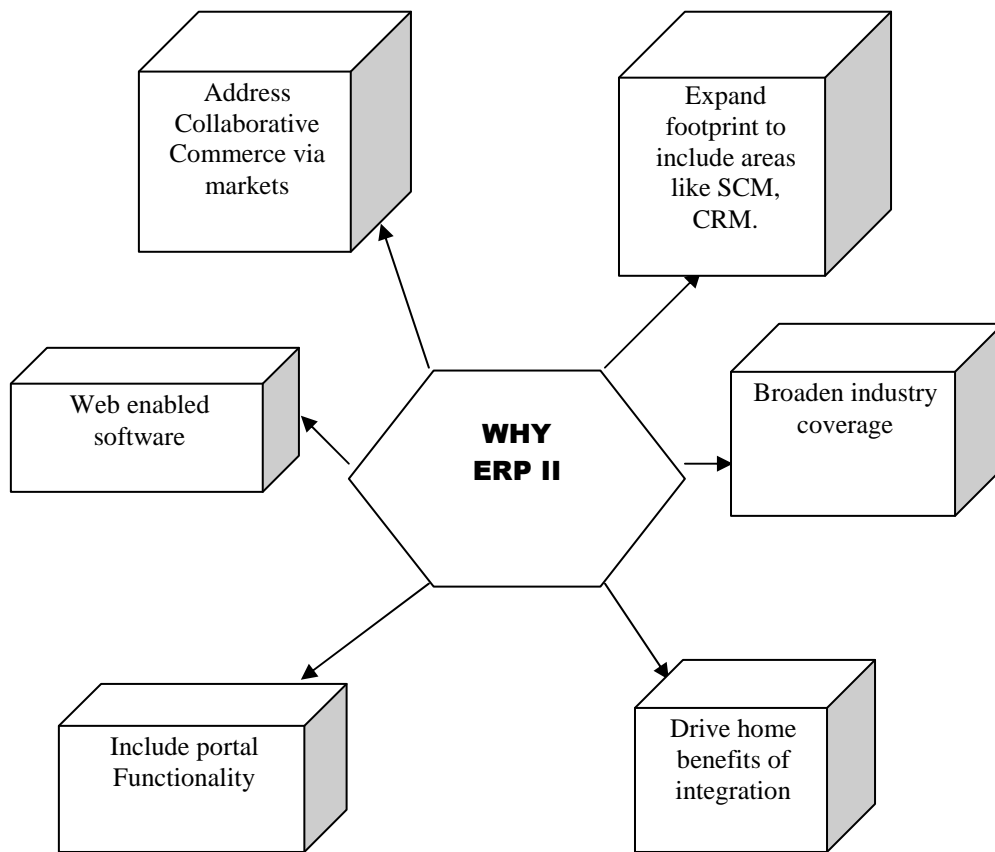 Address
Collaborative
Commerce via
markets
Expand
footprint to
include areas
like SCM,
CRM.
Web enabled
software
WHY
ERP II
Broaden industry
coverage
Include portal
Functionality
Drive home
benefits of
integration